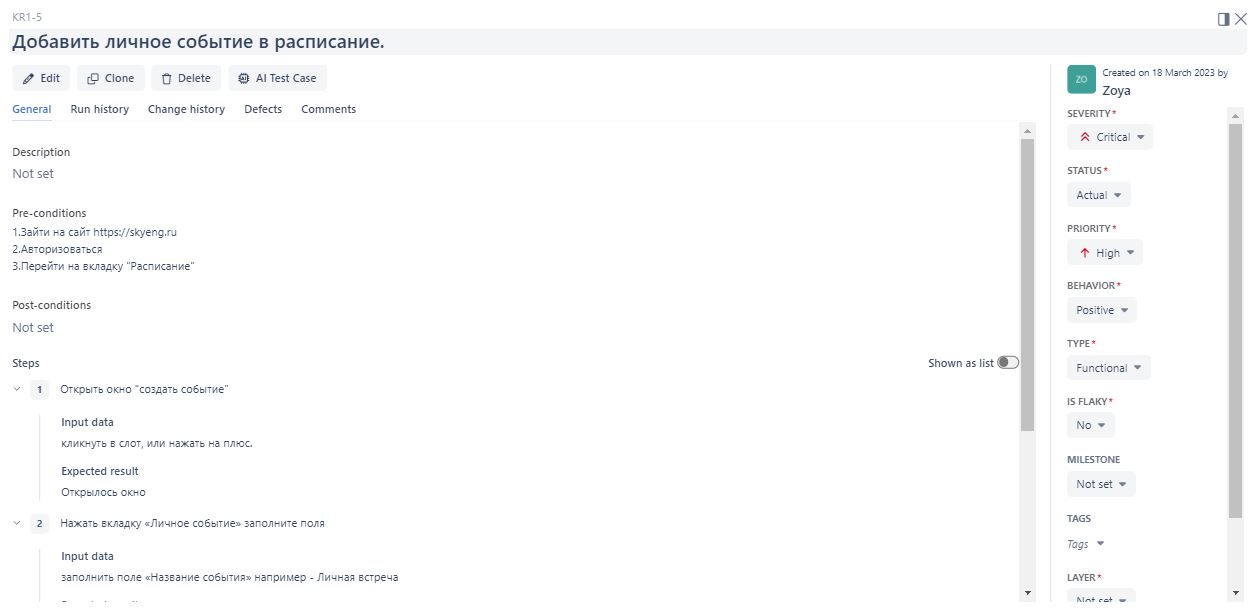 KR1-5
Добавить личное событие в расписание.
Edit Clone Delete AI Test Case
General Run history Change history Defects Comments
Description
Not set
Pre-conditions
1.Зайти на сайт https://skyeng.ru
2.Авторизоваться
3.Перейти на вкладку "Расписание"
Post-conditions
Not set
Steps
Shown as list
1 Открыть окно "создать событие"
Input data
кликнуть в слот, или нажать на плюс.
Expected result
Открылось окно
2 Нажать вкладку «Личное событие» заполните поля
Input data
заполнить поле «Название события» например - Личная встреча
ZO
Created on 18 March 2023 by
Zoya
SEVERITY*
Critical
STATUS*
Actual
PRIORITY*
High
BEHAVIOR*
Positive
TYPE*
Functional
IS FLAKY*
No
MILESTONE
Not set
TAGS
Tags
LAYER*
Not set